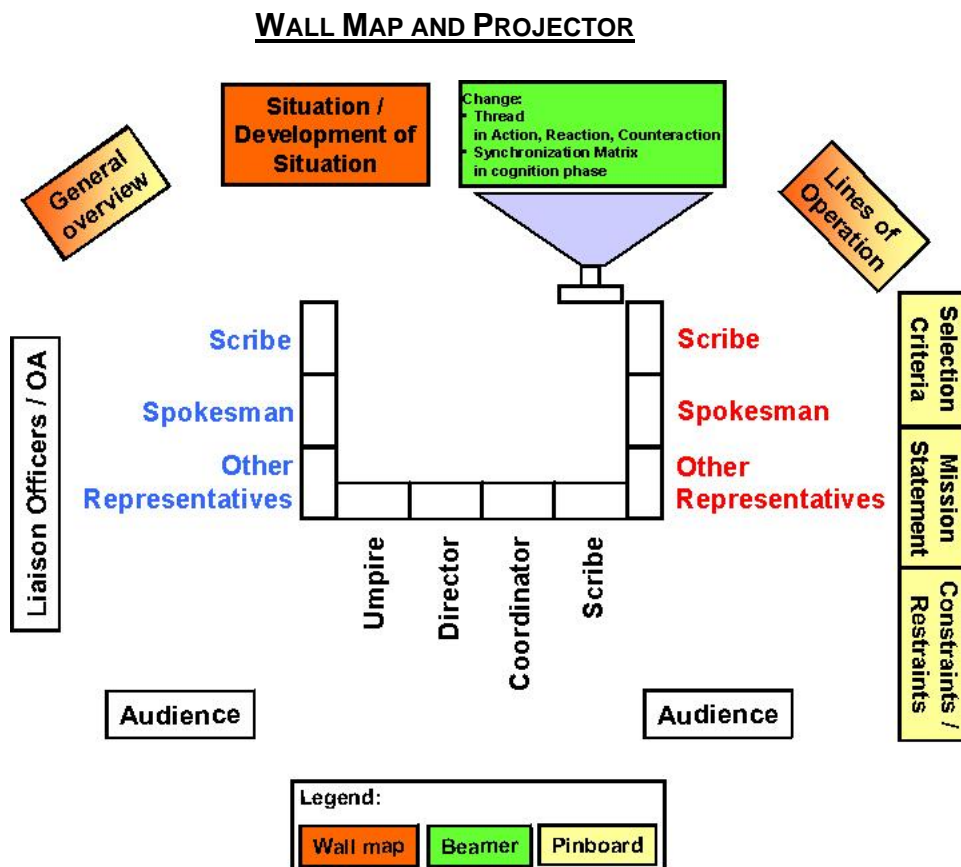 WALL MAP AND PROJECTOR
Situation /
Development of
Situation
Change:
• Thread
in Action, Reaction, Counteraction
• Synchronization Matrix
in cognition phase
General
overview
Lines of
Operation
Liaison Officers / OA
Scribe
Spokesman
Other
Representatives
Scribe
Spokesman
Other
Representatives
Selection
Criteria
Mission
Statement
Constraints /
Restraints
Umpire
Director
Coordinator
Scribe
Audience
Audience
Legend:
Wall map
Beamer
Pinboard